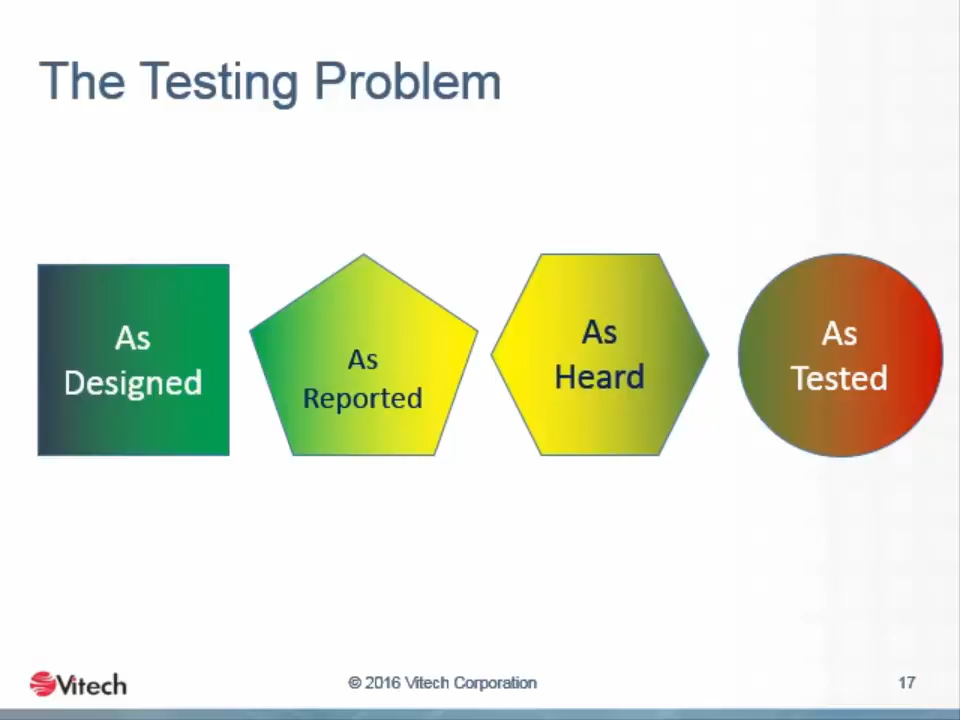 The Testing Problem
As
Designed
As
Reported
As
Heard
As
Tested
Vitech
© 2016 Vitech Corporation
17